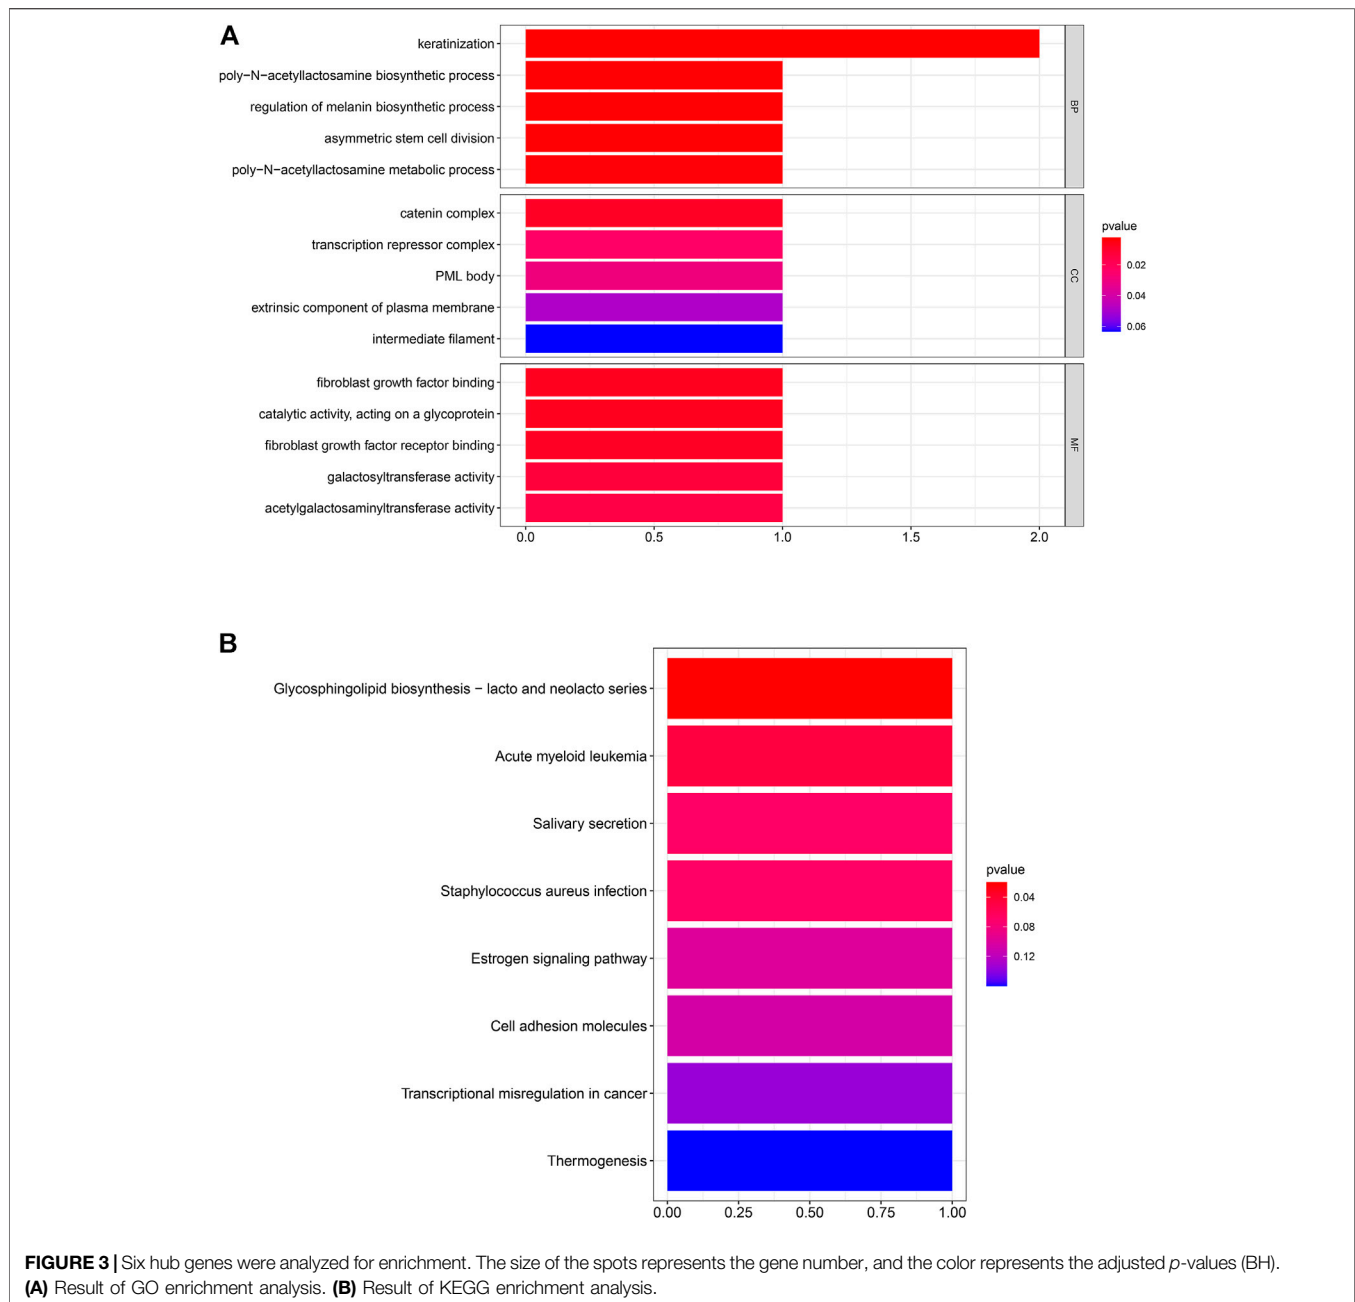 A
keratinization
poly−N−acetyllactosamine biosynthetic process
regulation of melanin biosynthetic process
asymmetric stem cell division
poly−N−acetyllactosamine metabolic process
BP
catenin complex
transcription repressor complex
PML body
extrinsic component of plasma membrane
intermediate filament
CC
fibroblast growth factor binding
catalytic activity, acting on a glycoprotein
fibroblast growth factor receptor binding
galactosyltransferase activity
acetylgalactosaminyltransferase activity
MF
0.0 0.5 1.0 1.5 2.0
pvalue
0.02
0.04
0.06
B
Glycosphingolipid biosynthesis − lacto and neolacto series
Acute myeloid leukemia
Salivary secretion
Staphylococcus aureus infection
Estrogen signaling pathway
Cell adhesion molecules
Transcriptional misregulation in cancer
Thermogenesis
0.00 0.25 0.50 0.75 1.00
pvalue
0.04
0.08
0.12
FIGURE 3 | Six hub genes were analyzed for enrichment. The size of the spots represents the gene number, and the color represents the adjusted p-values (BH).
(A) Result of GO enrichment analysis. (B) Result of KEGG enrichment analysis.